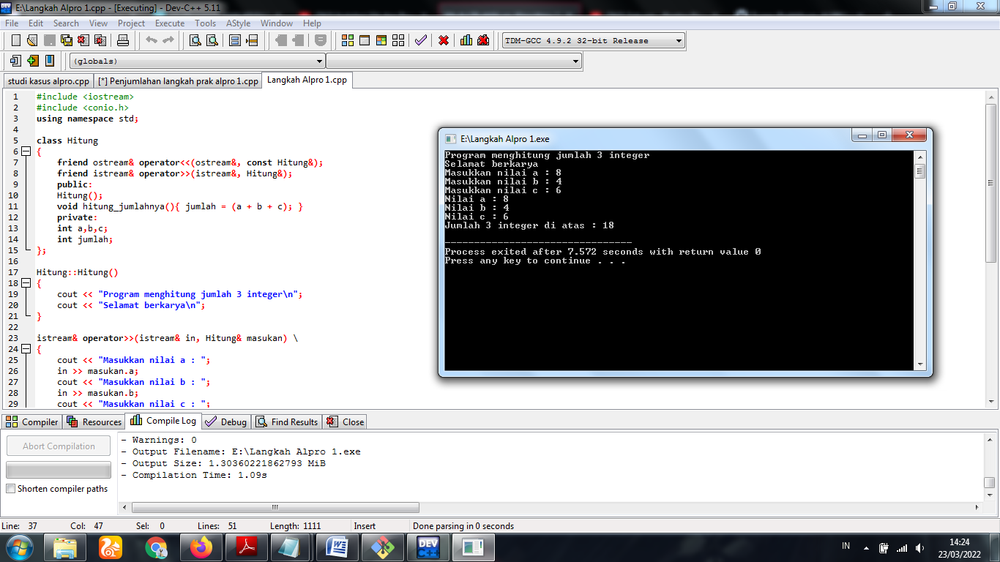 E:\Langkah Alpro 1.cpp - [Executing] - Dev-C++ 5.11
File Edit Search View Project Execute Tools AStyle Window Help
TDM-GCC 4.9.2 32-bit Release
(globals)
studi kasus alpro.cpp [*] Penjumlahan langkah prak alpro 1.cpp Langkah Alpro 1.cpp
1 #include <iostream>
2 #include <conio.h>
3 using namespace std;
4
5 class Hitung
6 {
7 friend ostream& operator<<(ostream&, const Hitung&);
8 friend istream& operator>>(istream&, Hitung&);
9 public:
10 Hitung();
11 void hitung_jumlahnya(){ jumlah = (a + b + c); }
12 private:
13 int a,b,c;
14 int jumlah;
15 };
16
17 Hitung::Hitung()
18 {
19 cout << "Program menghitung jumlah 3 integer\n";
20 cout << "Selamat berkarya\n";
21 }
22
23 istream& operator>>(istream& in, Hitung& masukan) \
24 {
25 cout << "Masukkan nilai a : ";
26 in >> masukan.a;
27 cout << "Masukkan nilai b : ";
28 in >> masukan.b;
29 cout << "Masukkan nilai c : ";
E:\Langkah Alpro 1.exe
Program menghitung jumlah 3 integer
Selamat berkarya
Masukkan nilai a : 8
Masukkan nilai b : 4
Masukkan nilai c : 6
Nilai a : 8
Nilai b : 4
Nilai c : 6
Jumlah 3 integer di atas : 18
--------------------------------
Process exited after 7.572 seconds with return value 0
Press any key to continue . . .
Compiler Resources Compile Log Debug Find Results Close
Abort Compilation
Shorten compiler paths
- Warnings: 0
- Output Filename: E:\Langkah Alpro 1.exe
- Output Size: 1.30360221862793 MiB
- Compilation Time: 1.09s
Line: 37 Col: 47 Sel: 0 Lines: 51 Length: 1111 Insert Done parsing in 0 seconds
DEV C++
IN
14:24
23/03/2022